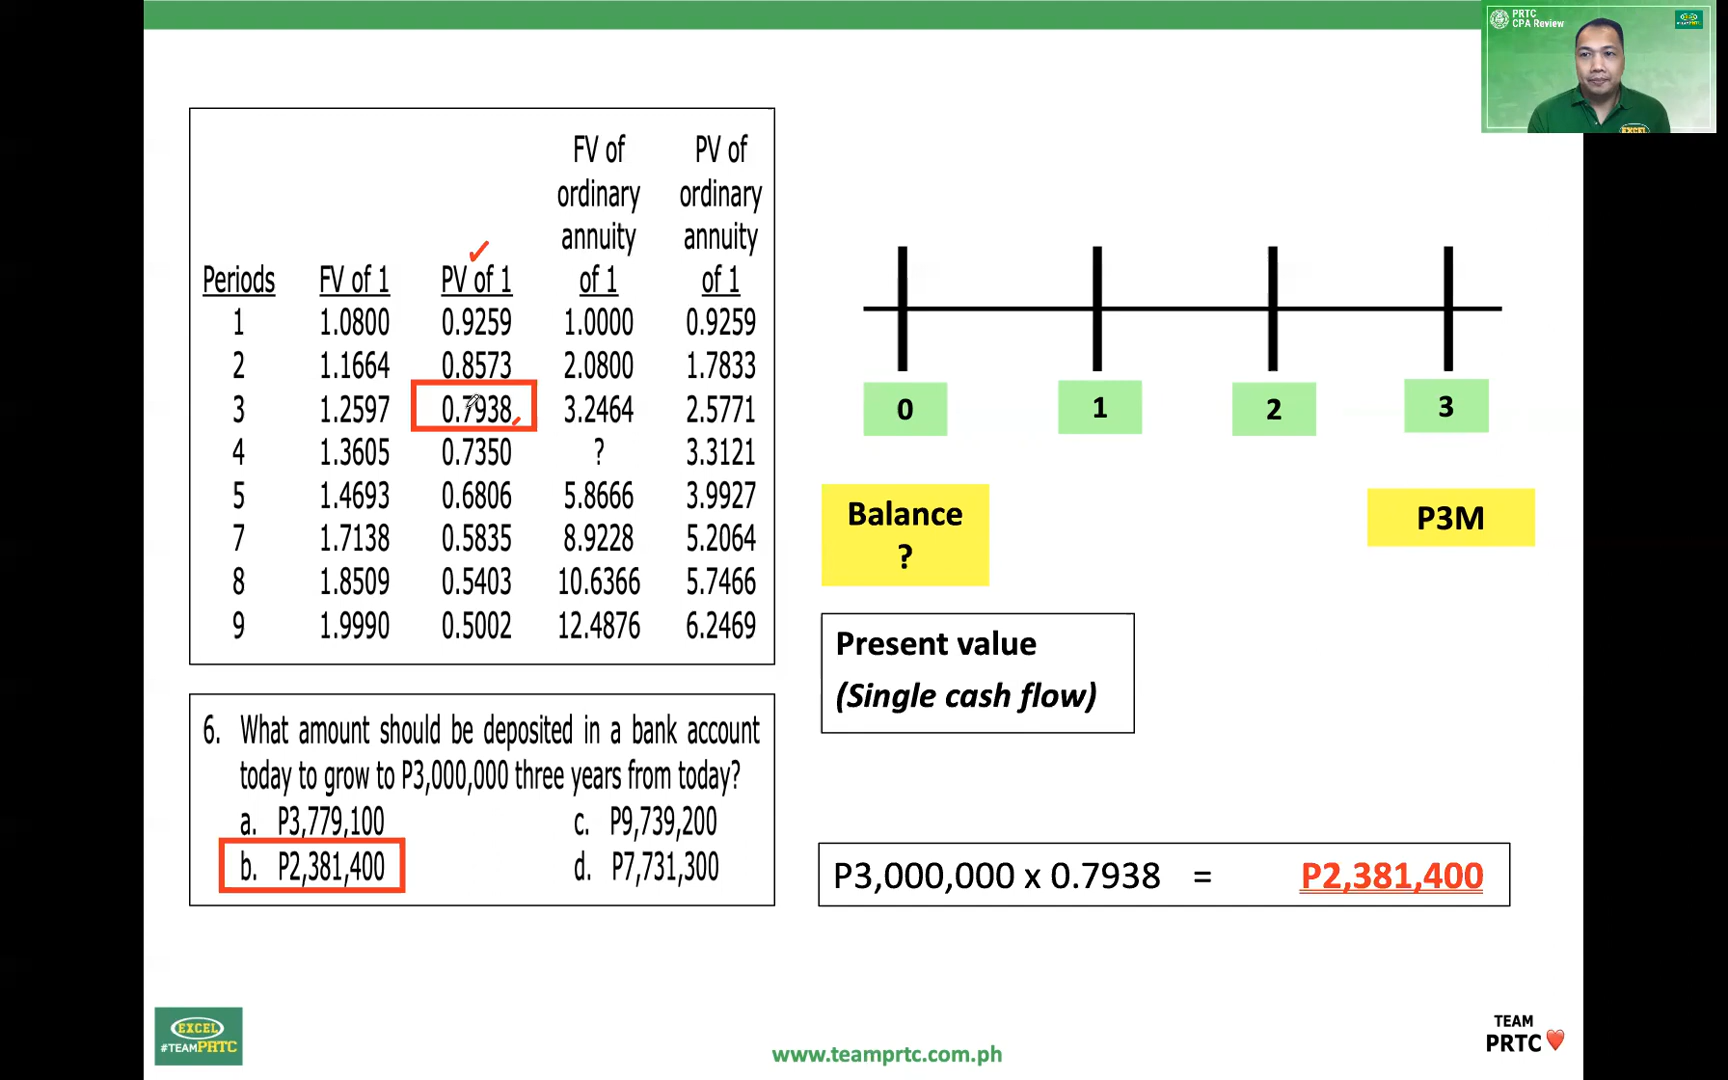 PRTC
CPA Review
FV of PV of
ordinary ordinary
annuity annuity
Periods FV of 1 PV of 1 of 1 of 1
1 1.0800 0.9259 1.0000 0.9259
2 1.1664 0.8573 2.0800 1.7833
3 1.2597 0.7938 3.2464 2.5771
4 1.3605 0.7350 ? 3.3121
5 1.4693 0.6806 5.8666 3.9927
7 1.7138 0.5835 8.9228 5.2064
8 1.8509 0.5403 10.6366 5.7466
9 1.9990 0.5002 12.4876 6.2469
0 1 2 3
Balance
?
P3M
Present value
(Single cash flow)
6. What amount should be deposited in a bank account
today to grow to P3,000,000 three years from today?
a. P3,779,100 c. P9,739,200
b. P2,381,400 d. P7,731,300
P3,000,000 x 0.7938 = P2,381,400
EXCEL
#TEAMPRTC
www.teamprtc.com.ph
TEAM
PRTC
EXCEL